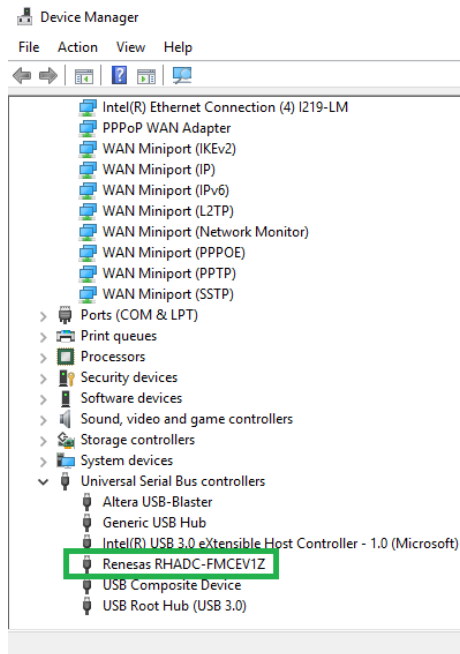 Device Manager
File Action View Help
Intel(R) Ethernet Connection (4) I219-LM
PPPoP WAN Adapter
WAN Miniport (IKEv2)
WAN Miniport (IP)
WAN Miniport (IPv6)
WAN Miniport (L2TP)
WAN Miniport (Network Monitor)
WAN Miniport (PPPOE)
WAN Miniport (PPTP)
WAN Miniport (SSTP)
Ports (COM & LPT)
Print queues
Processors
Security devices
Software devices
Sound, video and game controllers
Storage controllers
System devices
Universal Serial Bus controllers
Altera USB-Blaster
Generic USB Hub
Intel(R) USB 3.0 eXtensible Host Controller - 1.0 (Microsoft)
Renesas RHADC-FMCEV1Z
USB Composite Device
USB Root Hub (USB 3.0)